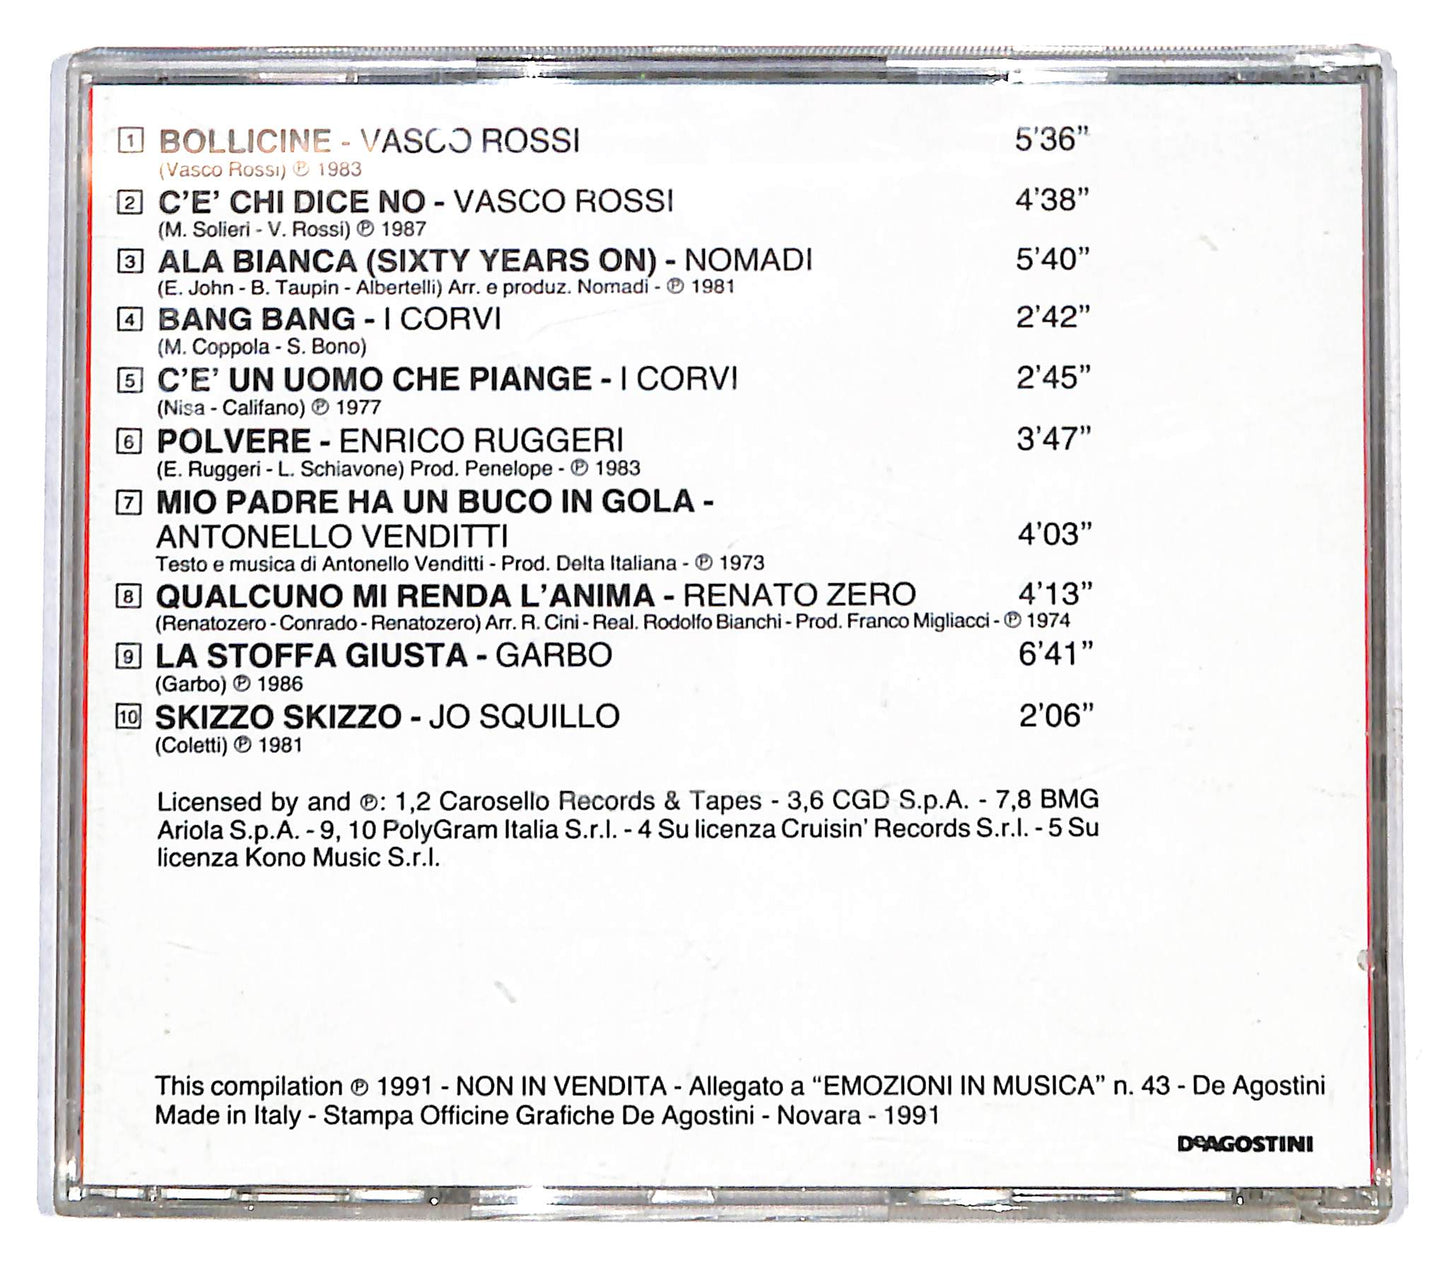 1 BOLLICINE - VASCO ROSSI 5'36”
(Vasco Rossi) ℗ 1983
2 C'E' CHI DICE NO - VASCO ROSSI 4'38”
(M. Solieri - V. Rossi) ℗ 1987
3 ALA BIANCA (SIXTY YEARS ON) - NOMADI 5'40”
(E. John - B. Taupin - Albertelli) Arr. e produz. Nomadi - ℗ 1981
4 BANG BANG - I CORVI 2'42”
(M. Coppola - S. Bono)
5 C'E' UN UOMO CHE PIANGE - I CORVI 2'45”
(Nisa - Califano) ℗ 1977
6 POLVERE - ENRICO RUGGERI 3'47”
(E. Ruggeri - L. Schiavone) Prod. Penelope - ℗ 1983
7 MIO PADRE HA UN BUCO IN GOLA -
ANTONELLO VENDITTI 4'03”
Testo e musica di Antonello Venditti - Prod. Delta Italiana - ℗ 1973
8 QUALCUNO MI RENDA L'ANIMA - RENATO ZERO 4'13”
(Renatozero - Conrado - Renatozero) Arr. R. Cini - Real. Rodolfo Bianchi - Prod. Franco Migliacci - ℗ 1974
9 LA STOFFA GIUSTA - GARBO 6'41”
(Garbo) ℗ 1986
10 SKIZZO SKIZZO - JO SQUILLO 2'06”
(Coletti) ℗ 1981
Licensed by and ℗: 1,2 Carosello Records & Tapes - 3,6 CGD S.p.A. - 7,8 BMG
Ariola S.p.A. - 9, 10 PolyGram Italia S.r.l. - 4 Su licenza Cruisin' Records S.r.l. - 5 Su
licenza Kono Music S.r.l.
This compilation ℗ 1991 - NON IN VENDITA - Allegato a “EMOZIONI IN MUSICA” n. 43 - De Agostini
Made in Italy - Stampa Officine Grafiche De Agostini - Novara - 1991
DeAGOSTINI